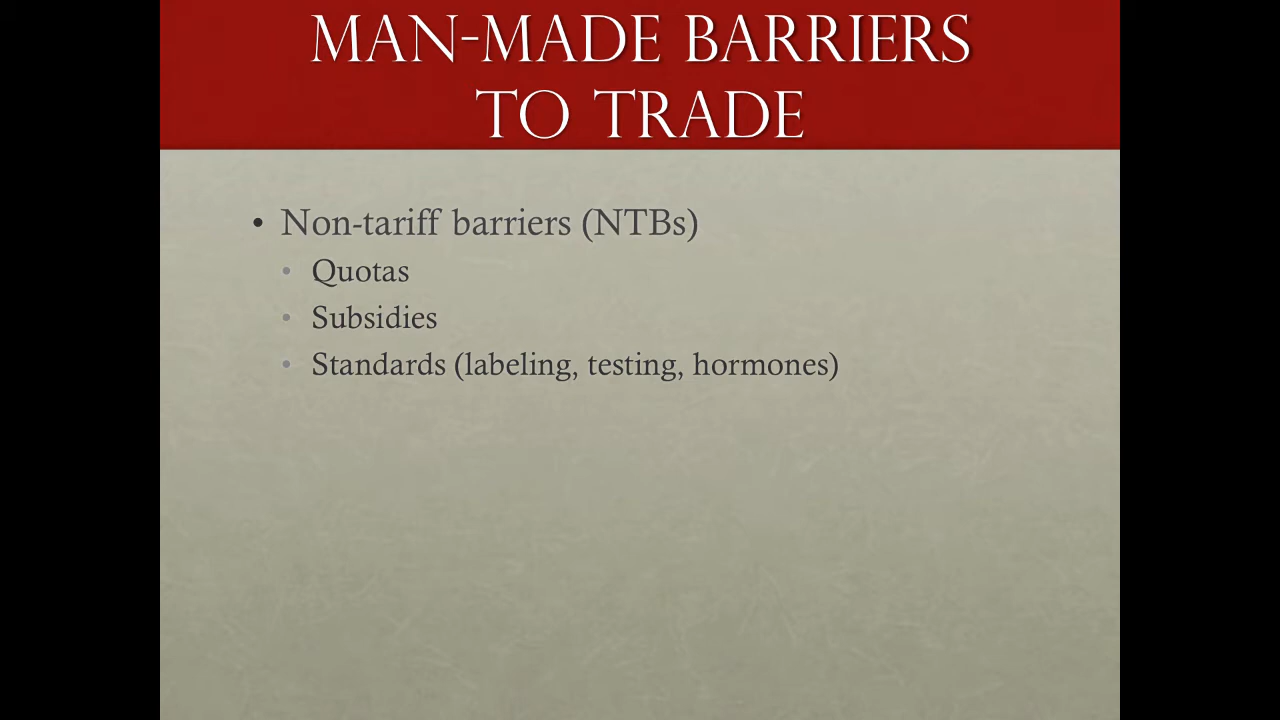 MAN-MADE BARRIERS
TO TRADE
• Non-tariff barriers (NTBs)
• Quotas
• Subsidies
• Standards (labeling, testing, hormones)